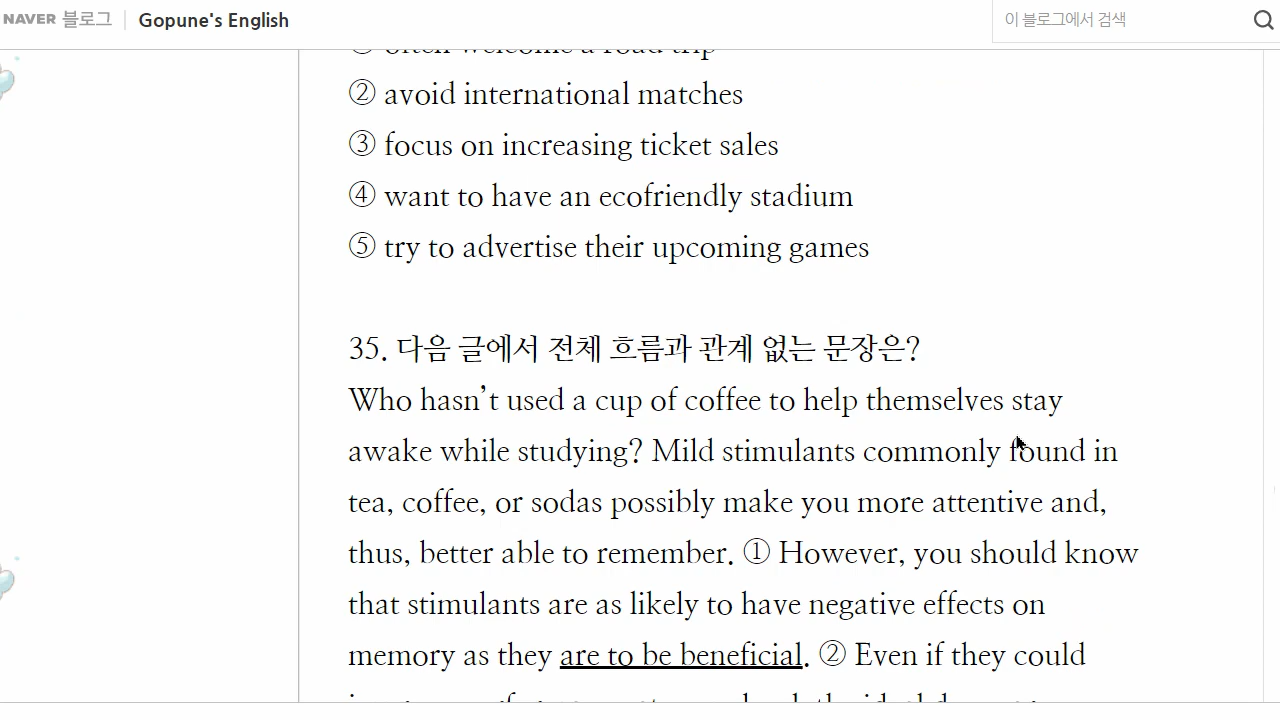 NAVER 블로그 Gopune's English 이 블로그에서 검색
① often welcome a road trip
② avoid international matches
③ focus on increasing ticket sales
④ want to have an ecofriendly stadium
⑤ try to advertise their upcoming games
35. 다음 글에서 전체 흐름과 관계 없는 문장은?
Who hasn’t used a cup of coffee to help themselves stay
awake while studying? Mild stimulants commonly found in
tea, coffee, or sodas possibly make you more attentive and,
thus, better able to remember. ① However, you should know
that stimulants are as likely to have negative effects on
memory as they are to be beneficial. ② Even if they could